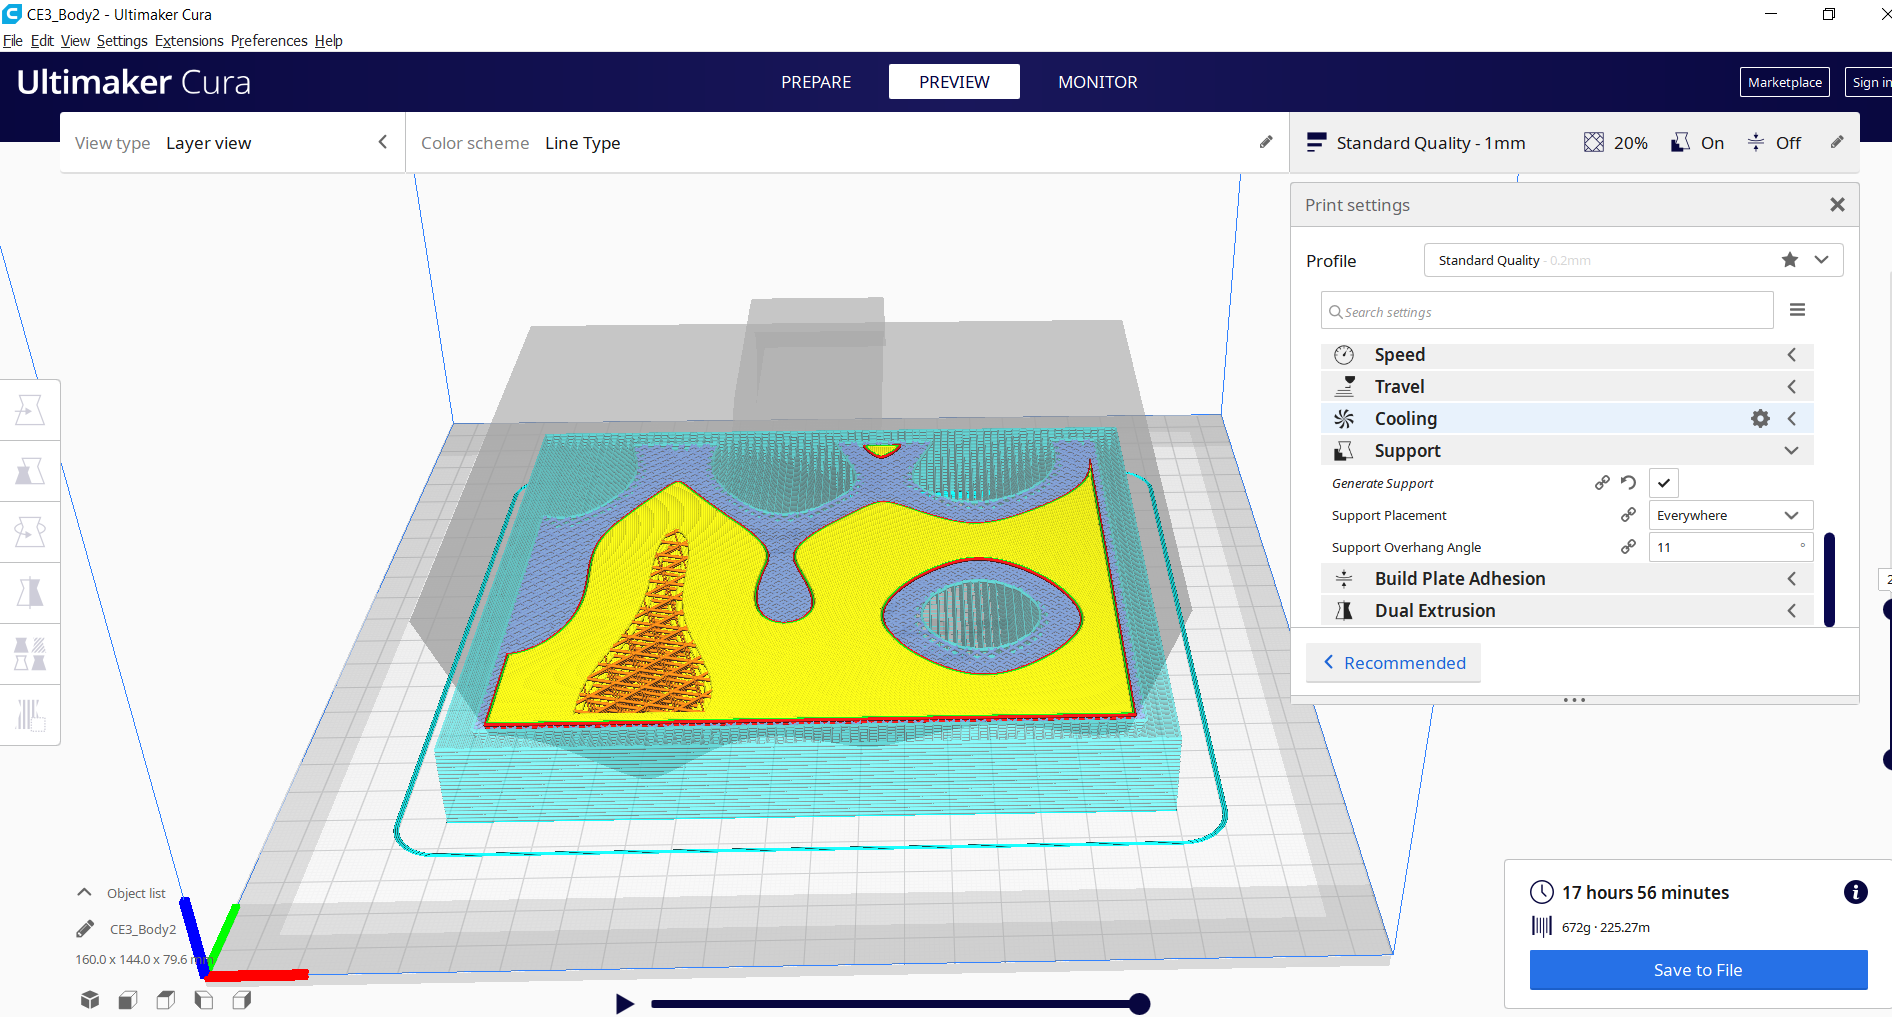 CE3_Body2 - Ultimaker Cura
File Edit View Settings Extensions Preferences Help
Ultimaker Cura
PREPARE PREVIEW MONITOR
Marketplace Sign in
View type Layer view
Color scheme Line Type
Standard Quality - 1mm 20% On Off
Print settings
Profile Standard Quality - 0.2mm
Search settings
Speed
Travel
Cooling
Support
Generate Support
Support Placement Everywhere
Support Overhang Angle 11 °
Build Plate Adhesion
Dual Extrusion
Recommended
2
Object list
CE3_Body2
160.0 x 144.0 x 79.6 mm
17 hours 56 minutes
672g · 225.27m
Save to File